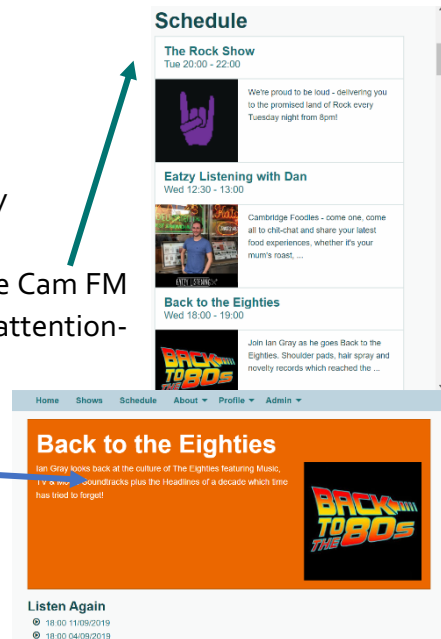 Schedule
The Rock Show
Tue 20:00 - 22:00
We're proud to be loud - delivering you
to the promised land of Rock every
Tuesday night from 8pm!
Eatzy Listening with Dan
Wed 12:30 - 13:00
Cambridge Foodies - come one, come
all to chit-chat and share your latest
food experiences, whether it's your
mum's roast, ...
EATZY LISTENING
e Cam FM
attention-
Back to the Eighties
Wed 18:00 - 19:00
Join Ian Gray as he goes Back to the
Eighties. Shoulder pads, hair spray and
novelty records which reached the ...
BACK
TO THE
80s
Home Shows Schedule About Profile Admin
Back to the Eighties
Ian Gray looks back at the culture of The Eighties featuring Music,
TV & Soundtracks plus the Headlines of a decade which time
has tried to forget!
BACK
TO
THE 80s
Listen Again
18:00 11/09/2019
18:00 04/09/2019